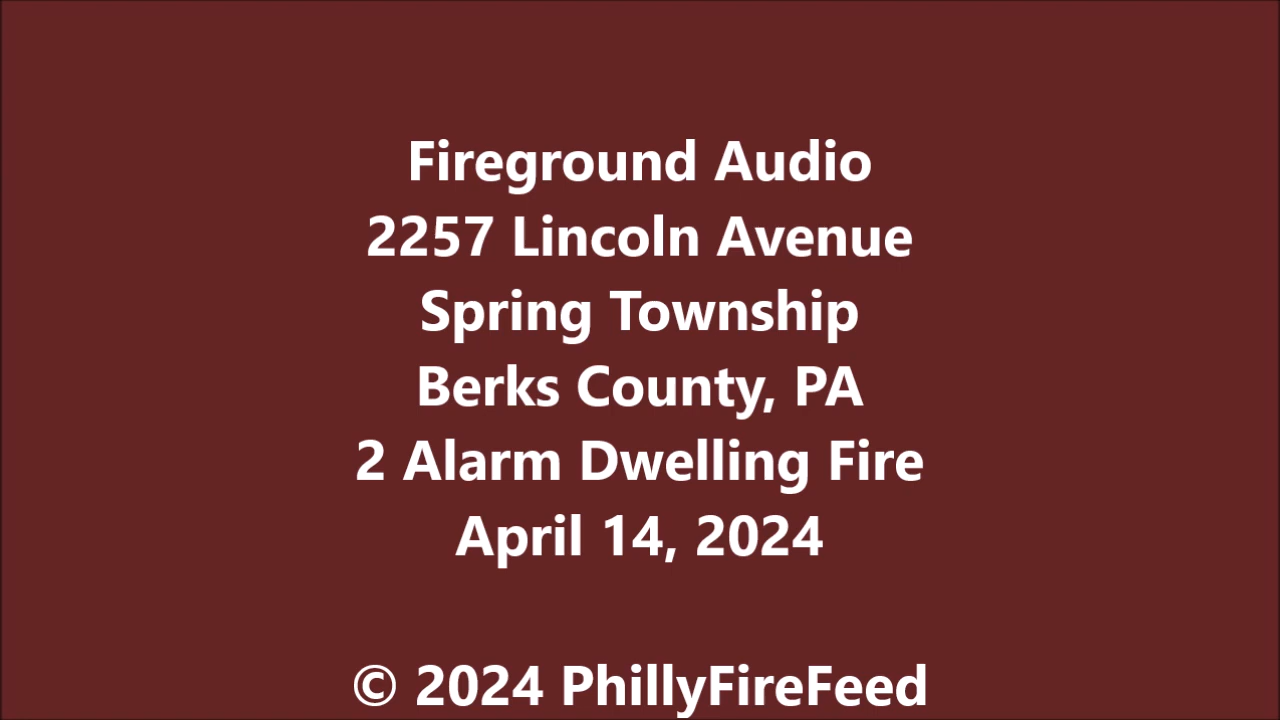 Fireground Audio
2257 Lincoln Avenue
Spring Township
Berks County, PA
2 Alarm Dwelling Fire
April 14, 2024
© 2024 PhillyFireFeed